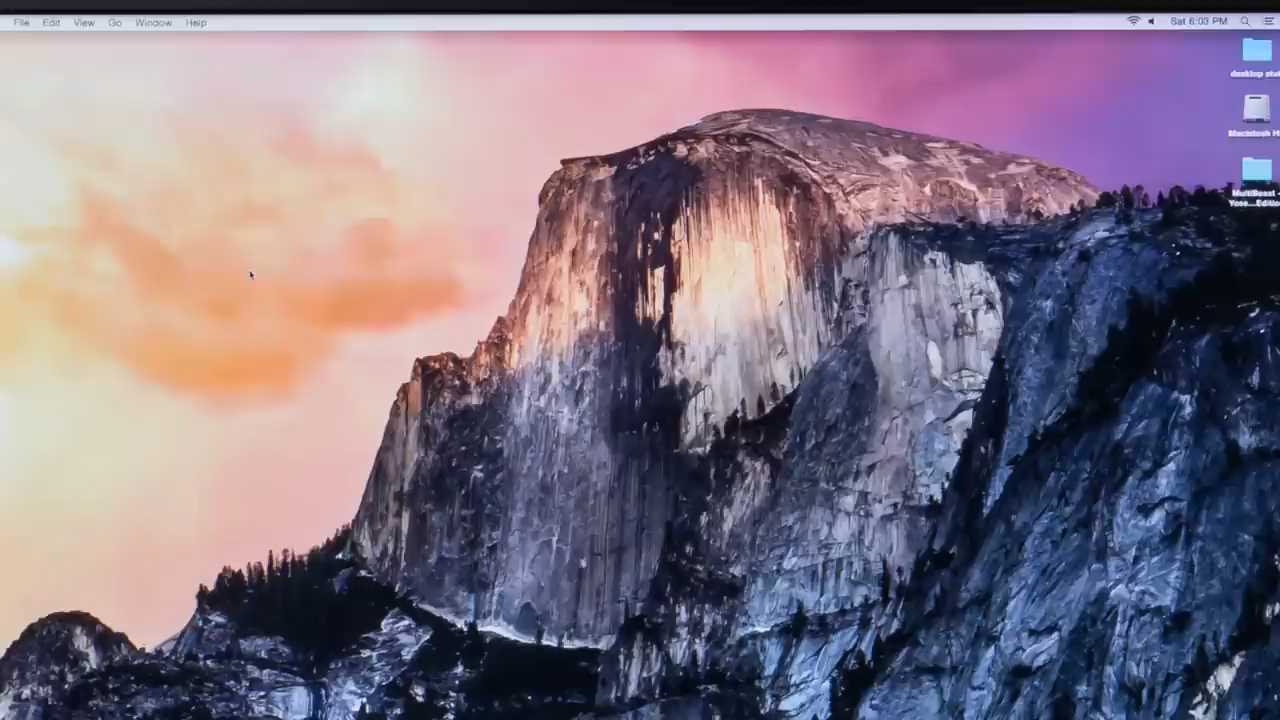 File Edit View Go Window Help
Sat 6:03 PM
desktop stu
Macintosh H
MultiBeast -
Yose...Editio